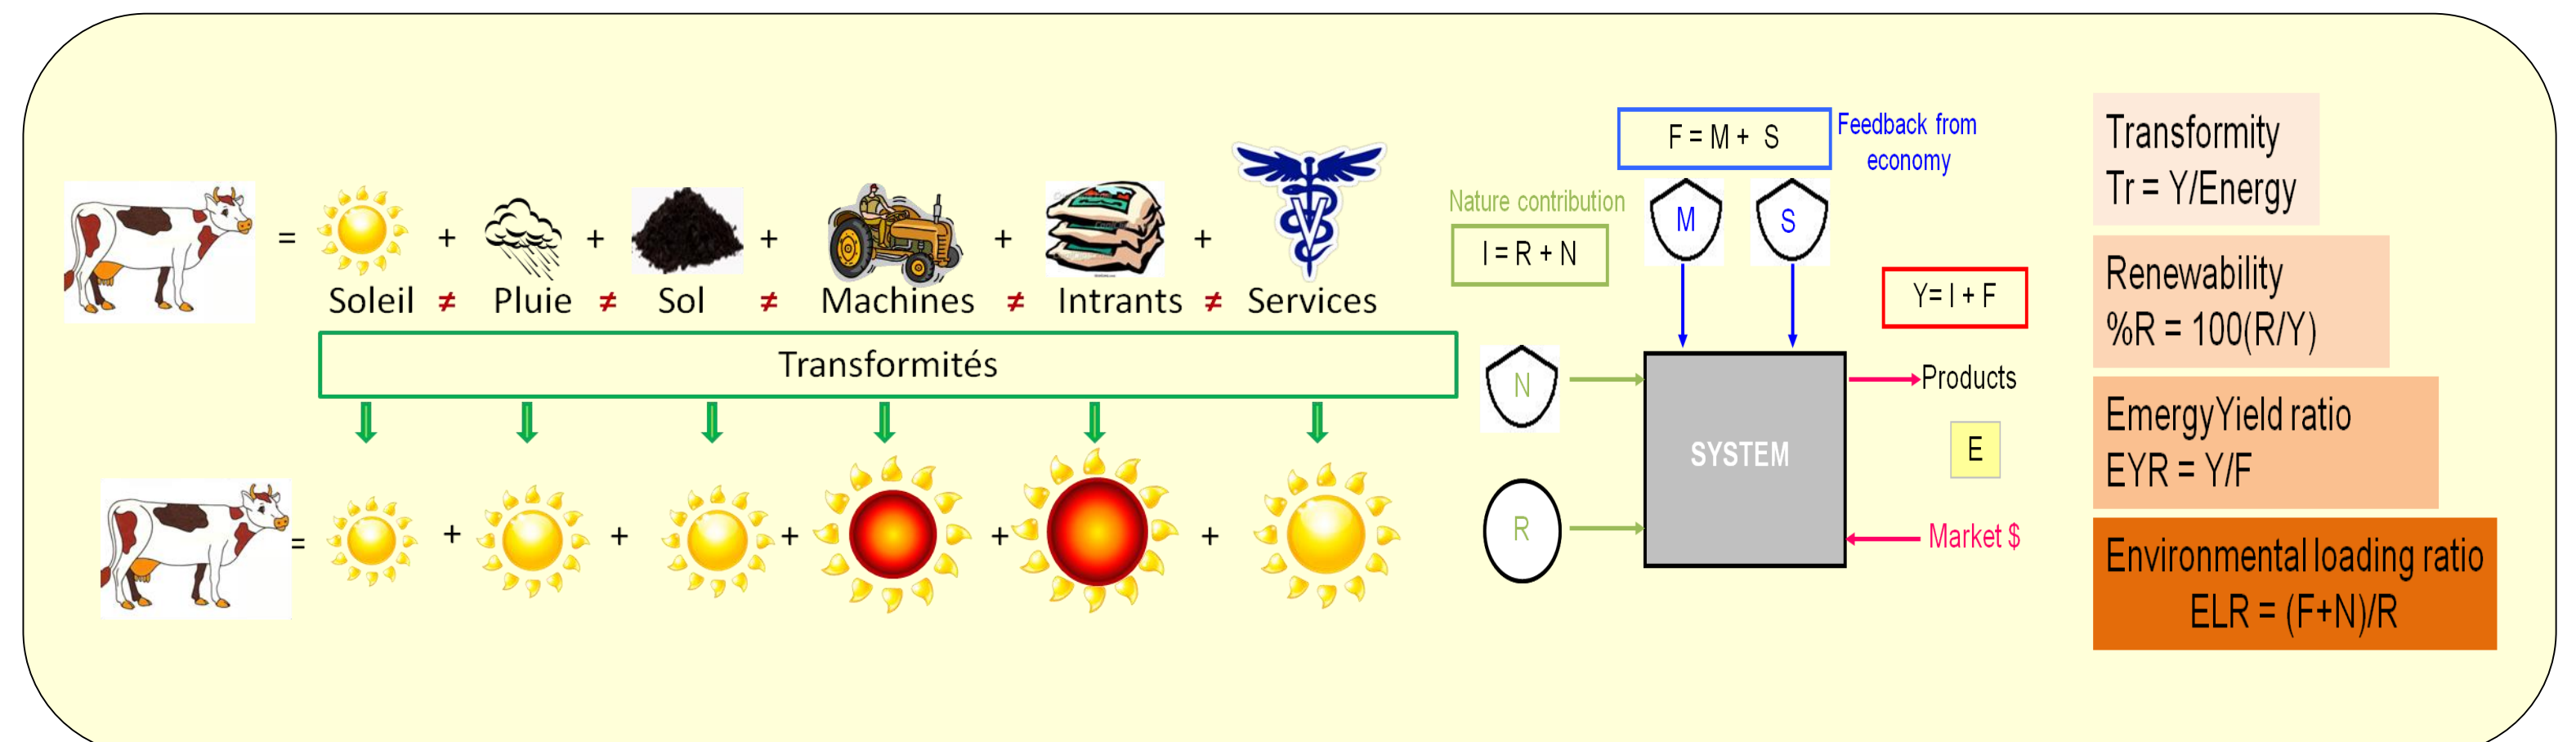 = + + + + +
Soleil ≠ Pluie ≠ Sol ≠ Machines ≠ Intrants ≠ Services
Transformités
= + + + + +
F = M + S
Feedback from
economy
Nature contribution
I = R + N
M
S
Y= I + F
N
Products
SYSTEM
E
R
Market $
Transformity
Tr = Y/Energy
Renewability
%R = 100(R/Y)
EmergyYield ratio
EYR = Y/F
Environmental loading ratio
ELR = (F+N)/R